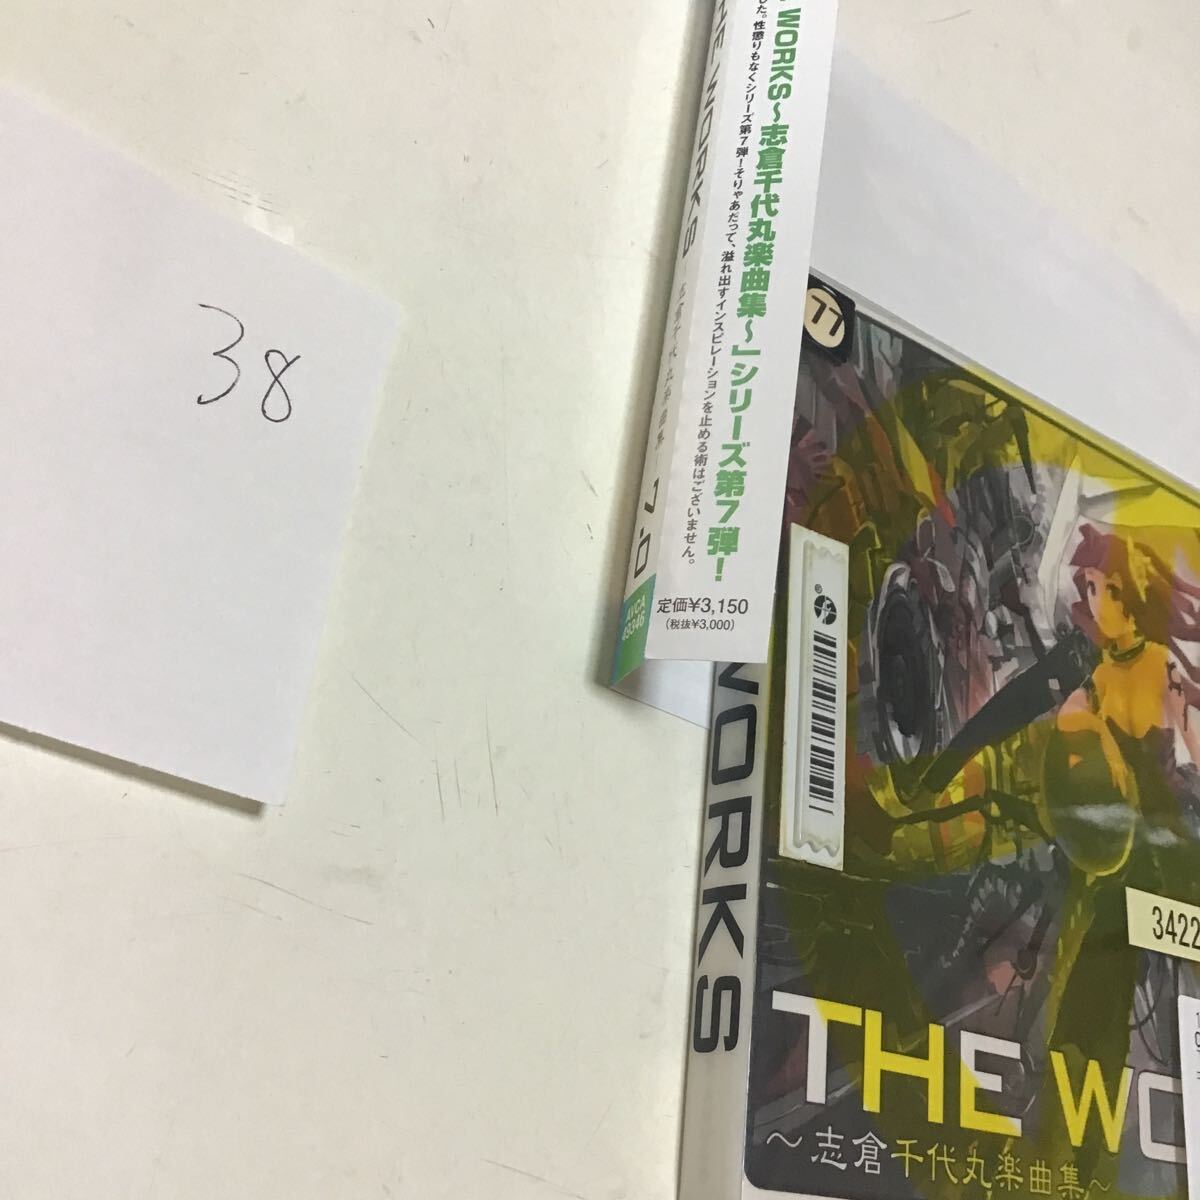 38
WORKS～志倉千代丸楽曲集～」シリーズ第7弾！
した。性懲りもなくシリーズ第7弾！そりゃあだって、溢れ出すインスピレーションを止める術はございません。
定価¥3,150
(税抜¥3,000)
HE WORKS －志倉千代丸楽曲集－ 7.0
AVCA
49346
WORKS
77
3422
THE WO
～志倉千代丸楽曲集～